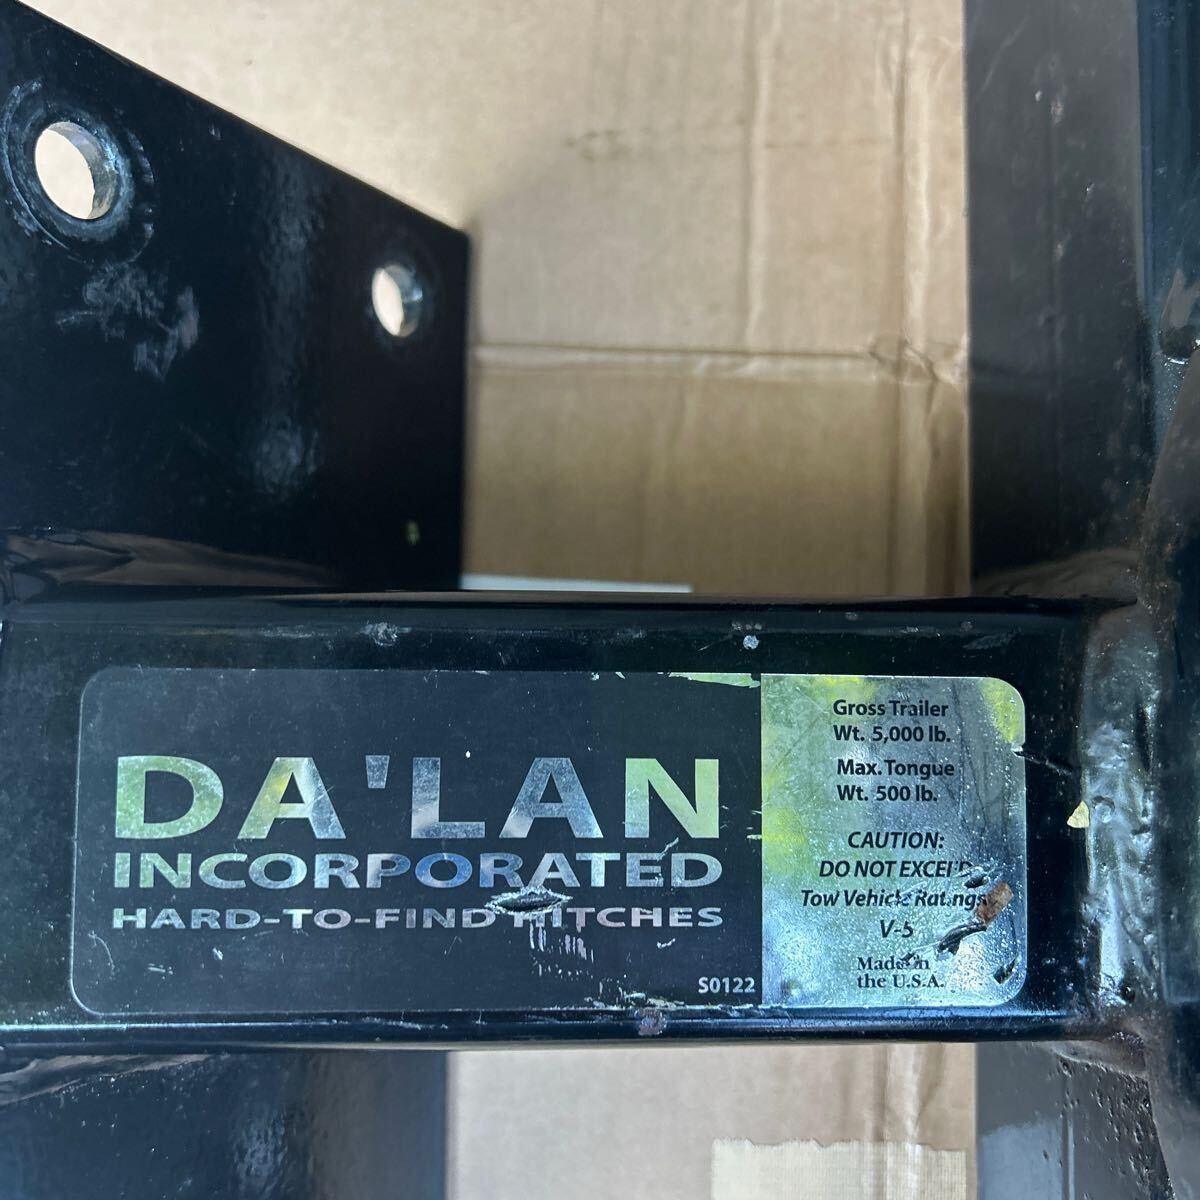 DA'LAN
INCORPORATED
HARD-TO-FIND HITCHES
S0122
Gross Trailer
Wt. 5,000 lb.
Max. Tongue
Wt. 500 lb.
CAUTION:
DO NOT EXCEED
Tow Vehicle Ratings
V-5
Made in
the U.S.A.